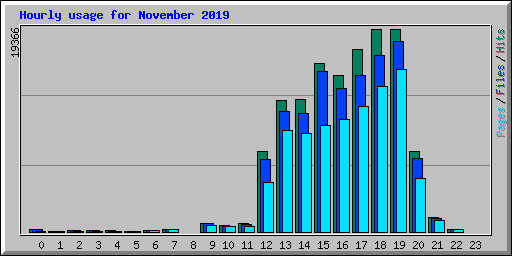 Hourly usage for November 2019
19366
Pages/Files/Hits
0 1 2 3 4 5 6 7 8 9 10 11 12 13 14 15 16 17 18 19 20 21 22 23